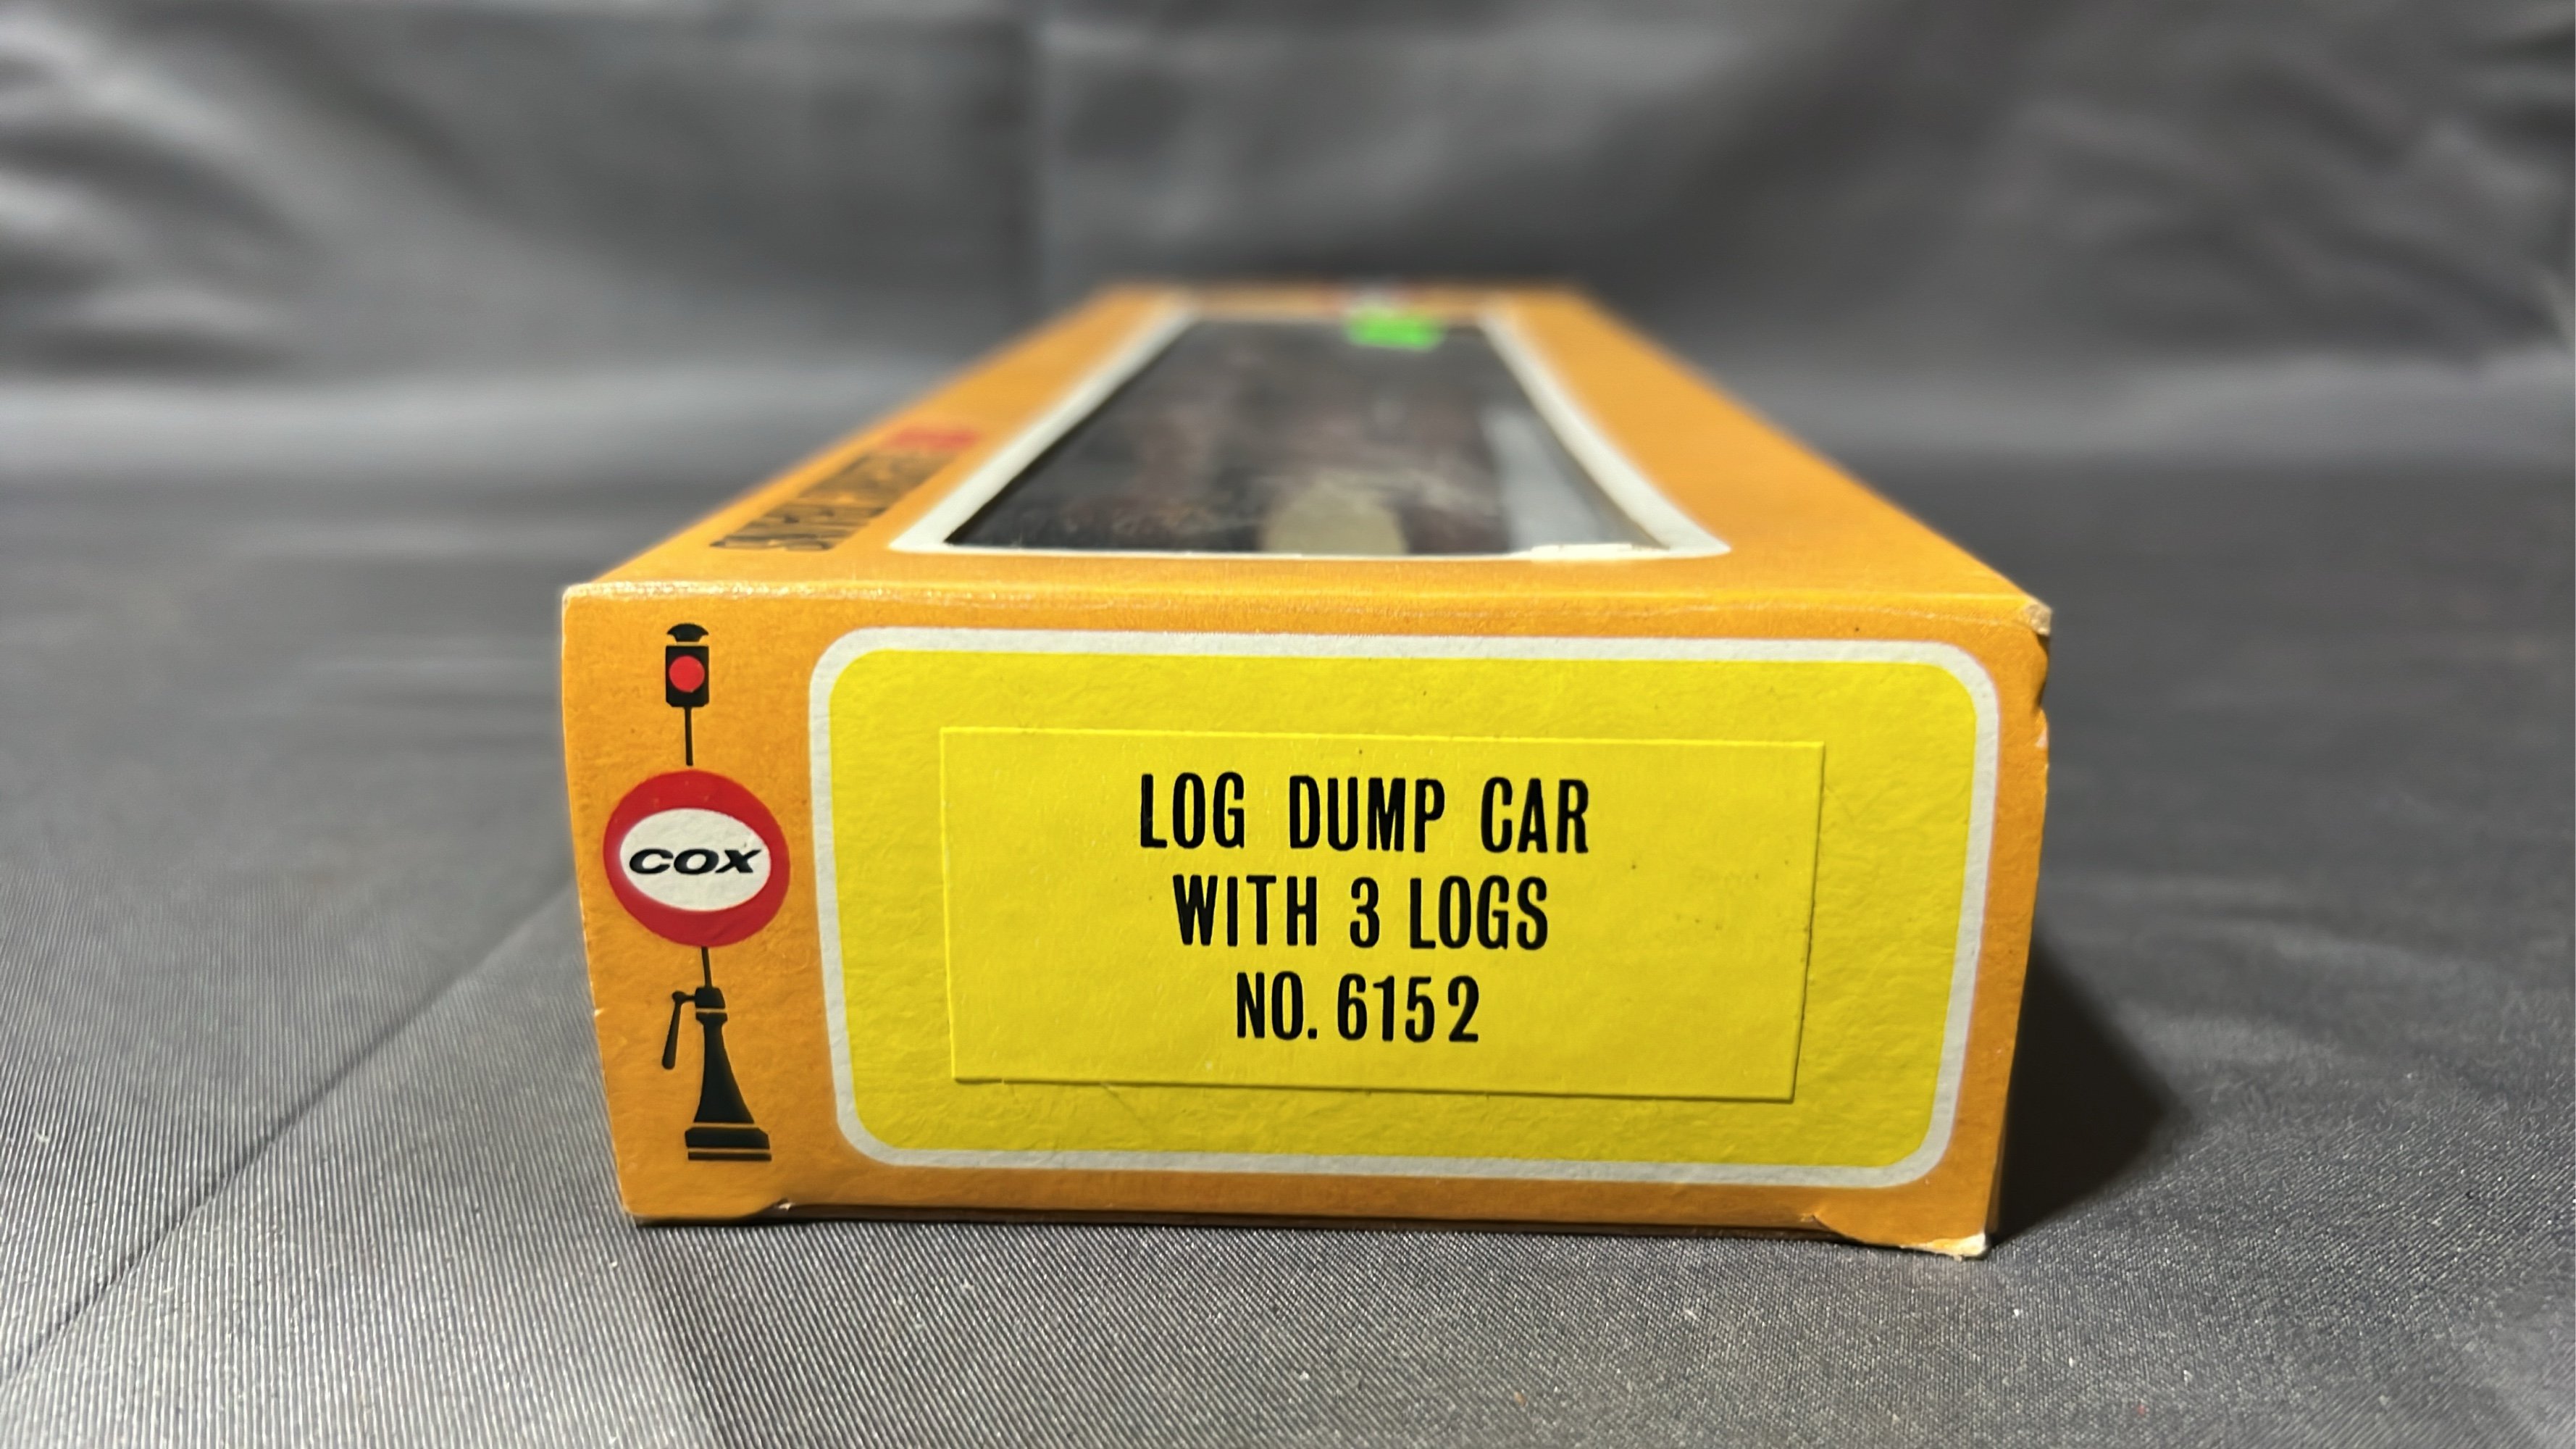 COX
LOG DUMP CAR
WITH 3 LOGS
NO. 6152